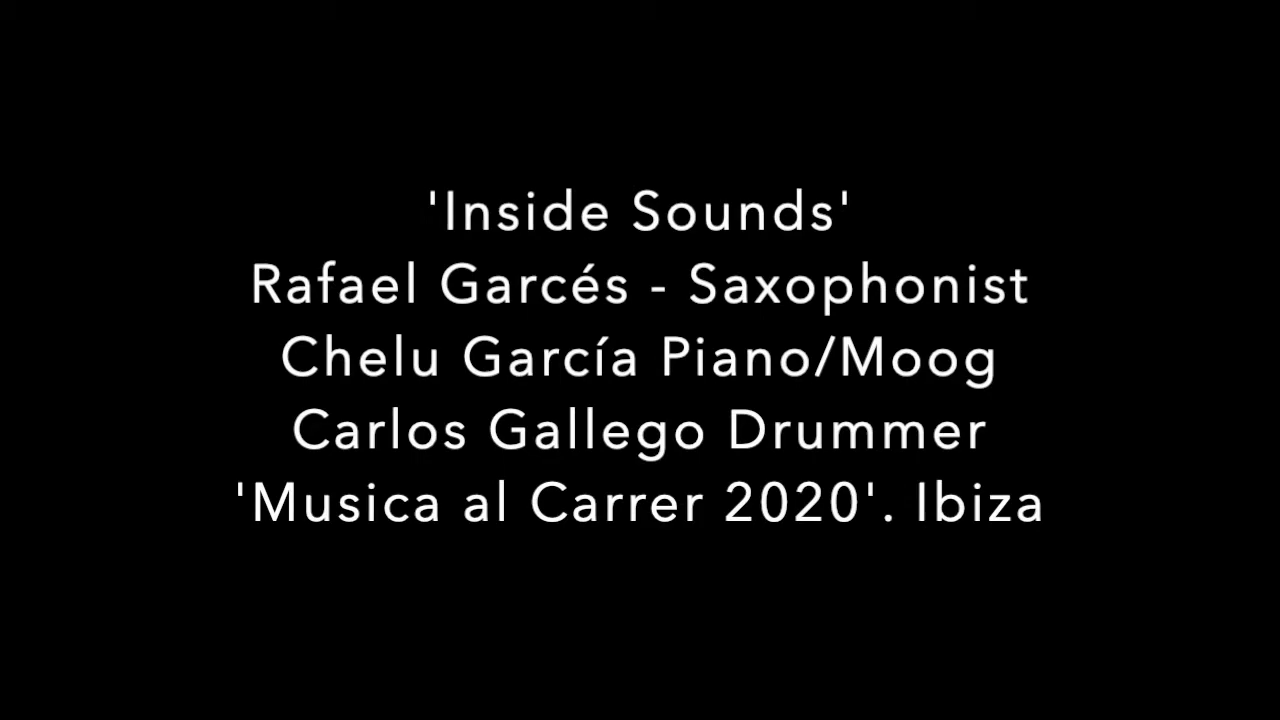 'Inside Sounds'
Rafael Garcés - Saxophonist
Chelu García Piano/Moog
Carlos Gallego Drummer
'Musica al Carrer 2020'. Ibiza